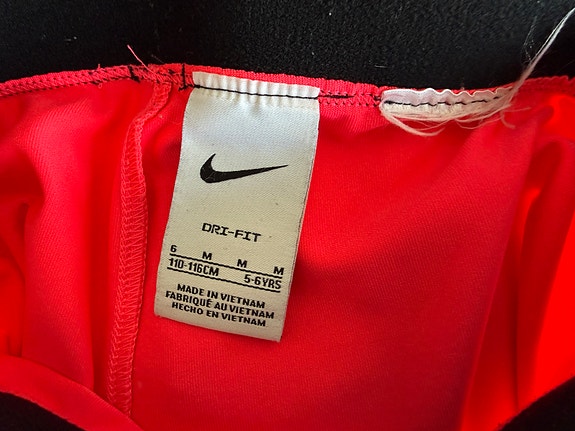 DRI-FIT
6 M M M
110-116CM 5-6YRS
MADE IN VIETNAM
FABRIQUÉ AU VIETNAM
HECHO EN VIETNAM